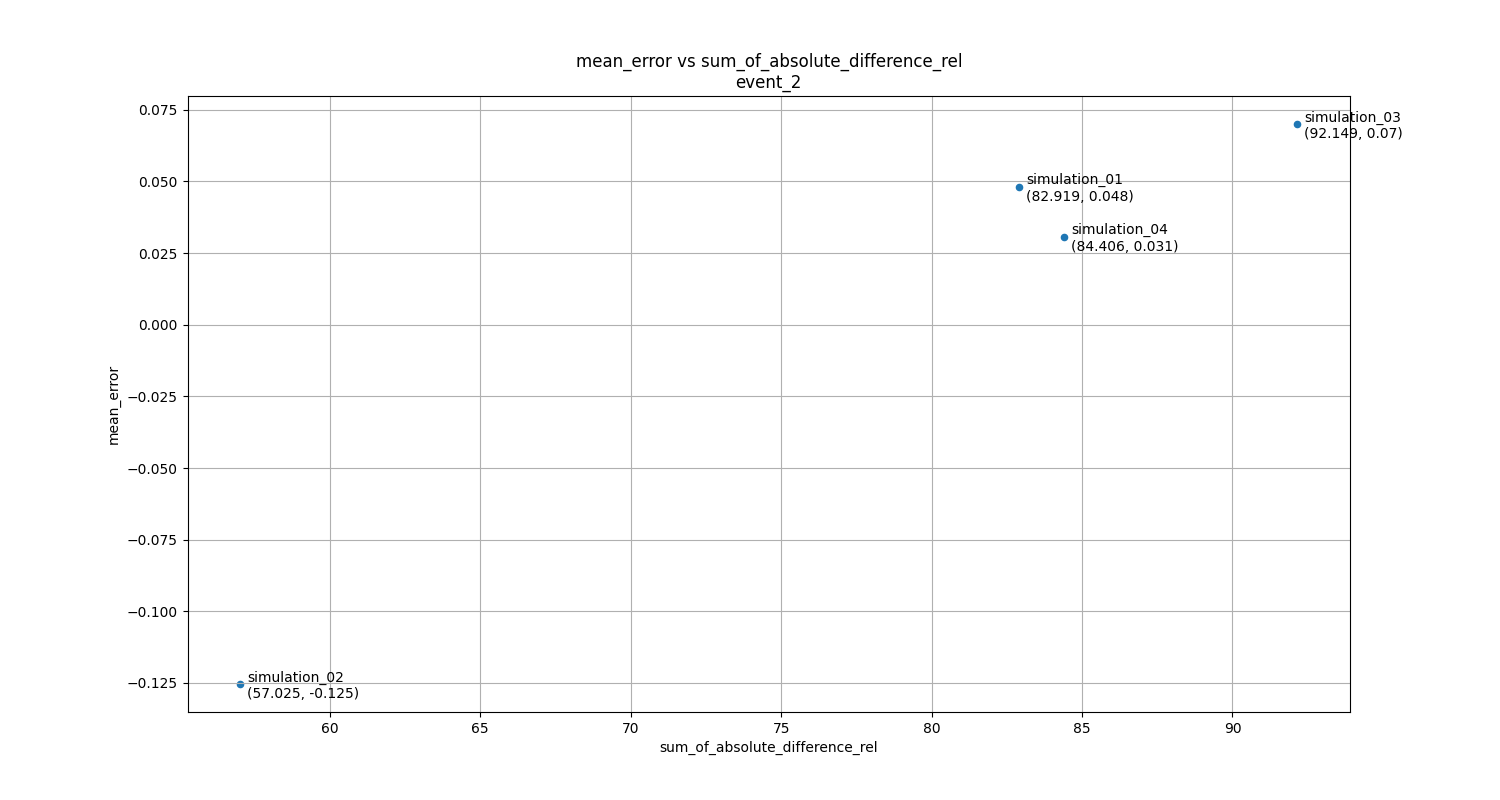 mean_error vs sum_of_absolute_difference_rel
event_2
0.075
0.050
0.025
0.000
−0.025
−0.050
−0.075
−0.100
−0.125
mean_error
simulation_03
(92.149, 0.07)
simulation_01
(82.919, 0.048)
simulation_04
(84.406, 0.031)
simulation_02
(57.025, -0.125)
60 65 70 75 80 85 90
sum_of_absolute_difference_rel